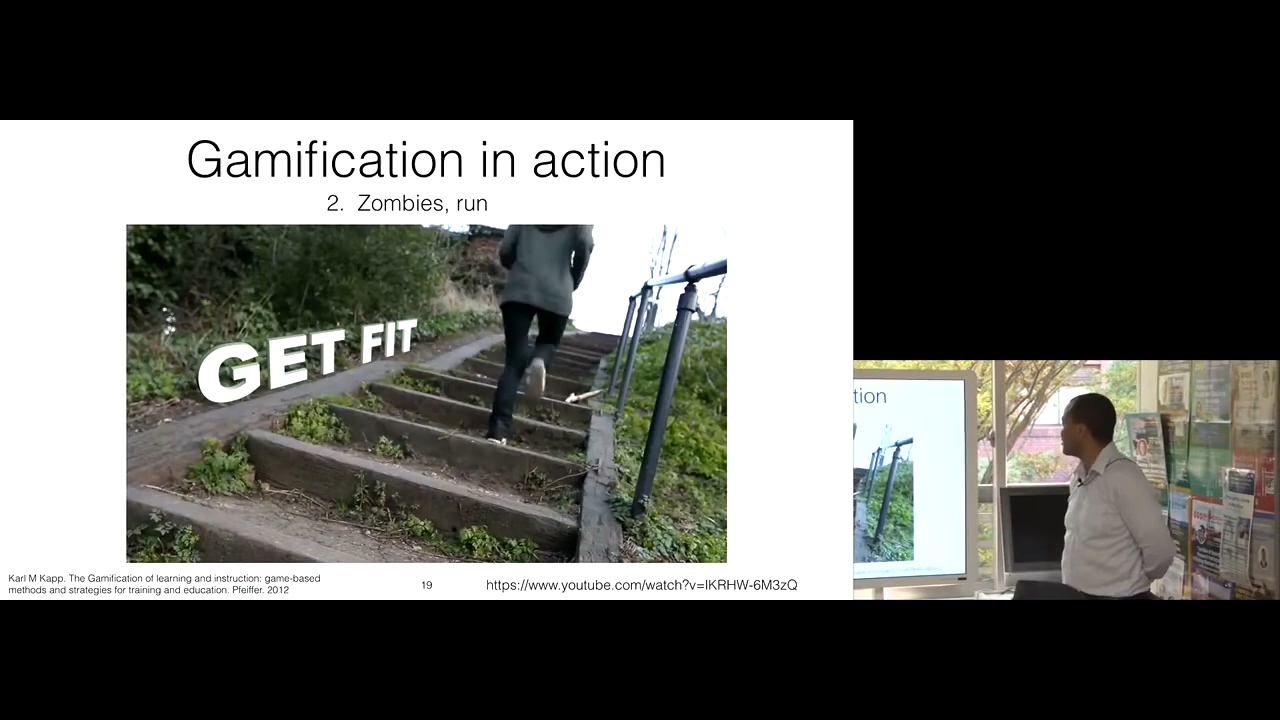 Gamification in action
2. Zombies, run
GET FIT
Karl M Kapp. The Gamification of learning and instruction: game-based
methods and strategies for training and education. Pfeiffer. 2012
19
https://www.youtube.com/watch?v=IKRHW-6M3zQ
tion